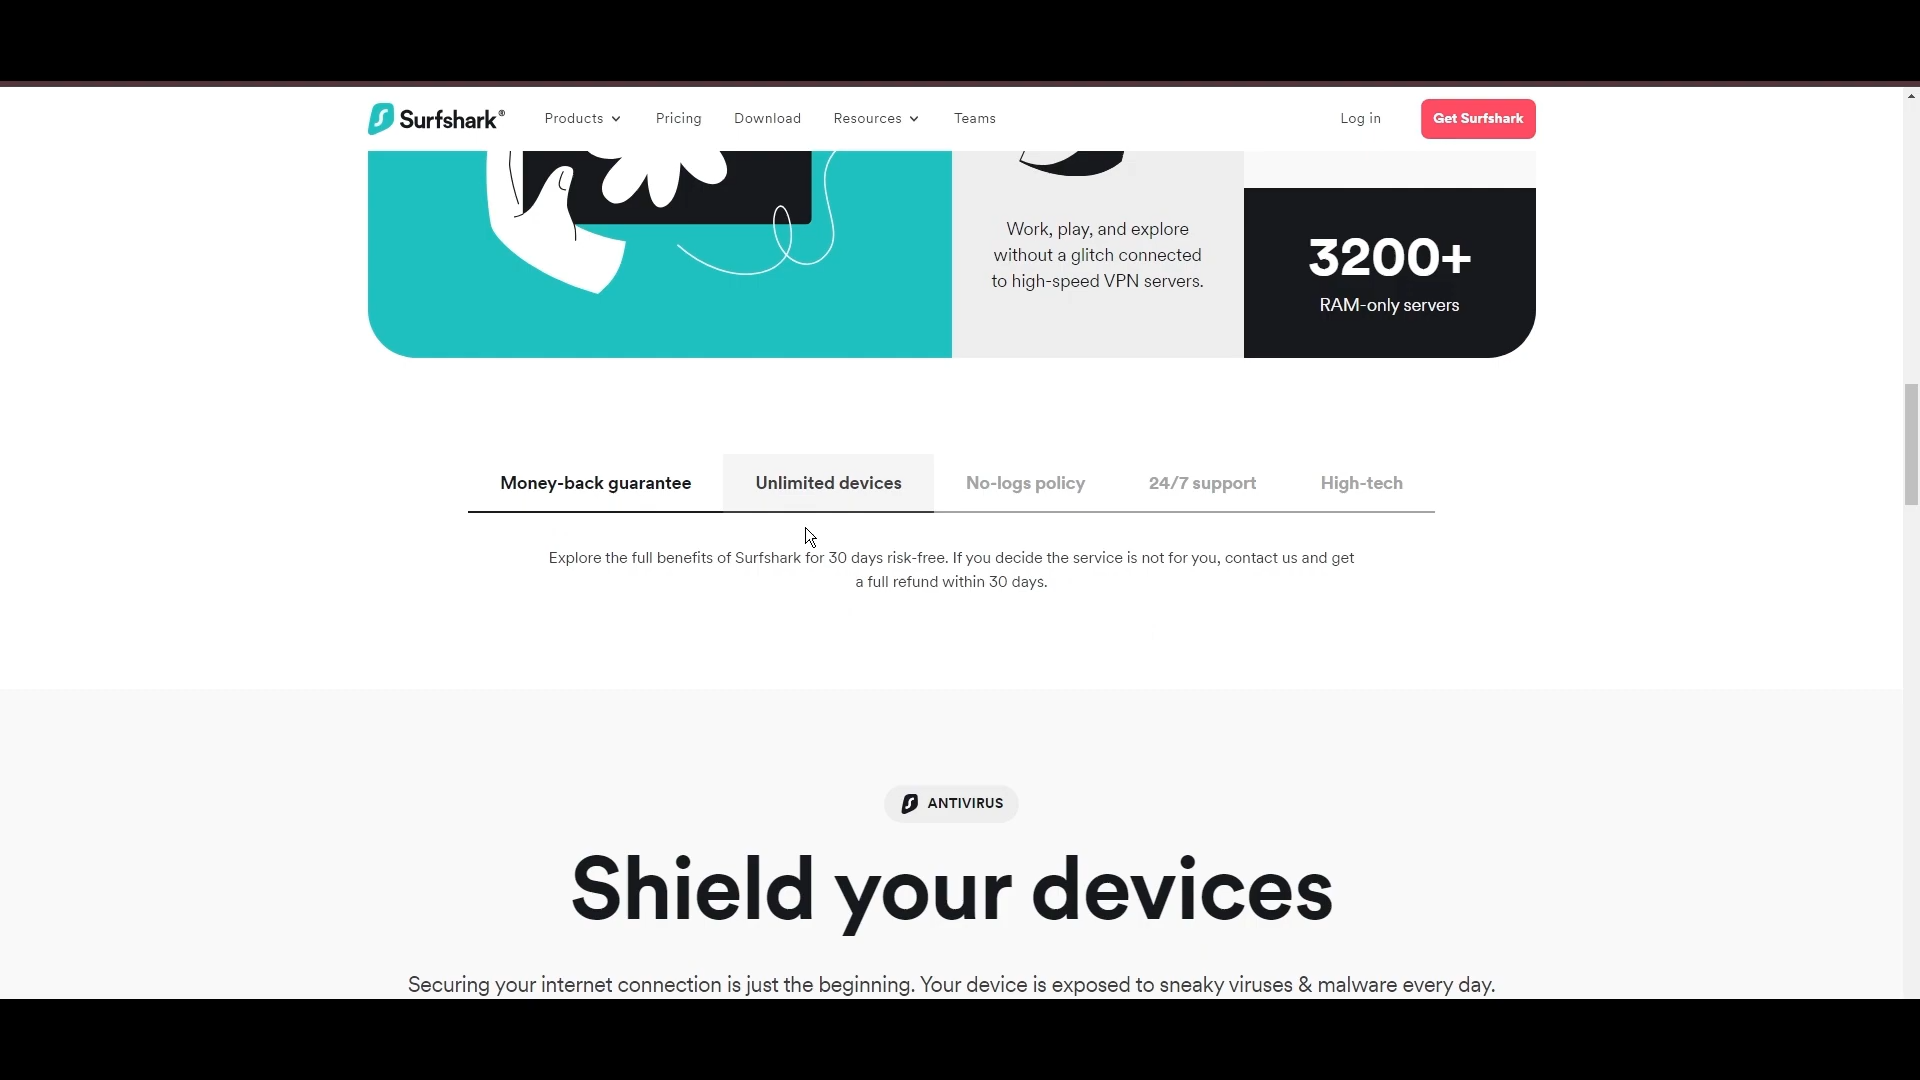 Surfshark®
Products
Pricing
Download
Resources
Teams
Log in
Get Surfshark
Work, play, and explore
without a glitch connected
to high-speed VPN servers.
3200+
RAM-only servers
Money-back guarantee
Unlimited devices
No-logs policy
24/7 support
High-tech
Explore the full benefits of Surfshark for 30 days risk-free. If you decide the service is not for you, contact us and get
a full refund within 30 days.
ANTIVIRUS
Shield your devices
Securing your internet connection is just the beginning. Your device is exposed to sneaky viruses & malware every day.